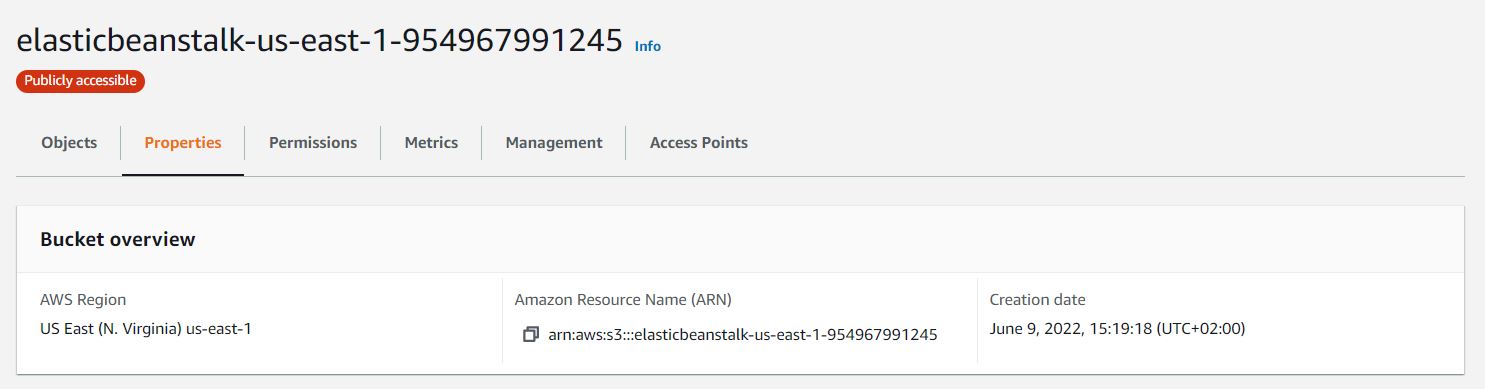 elasticbeanstalk-us-east-1-954967991245 Info
Publicly accessible
Objects Properties Permissions Metrics Management Access Points
Bucket overview
AWS Region Amazon Resource Name (ARN) Creation date
US East (N. Virginia) us-east-1 arn:aws:s3:::elasticbeanstalk-us-east-1-954967991245 June 9, 2022, 15:19:18 (UTC+02:00)